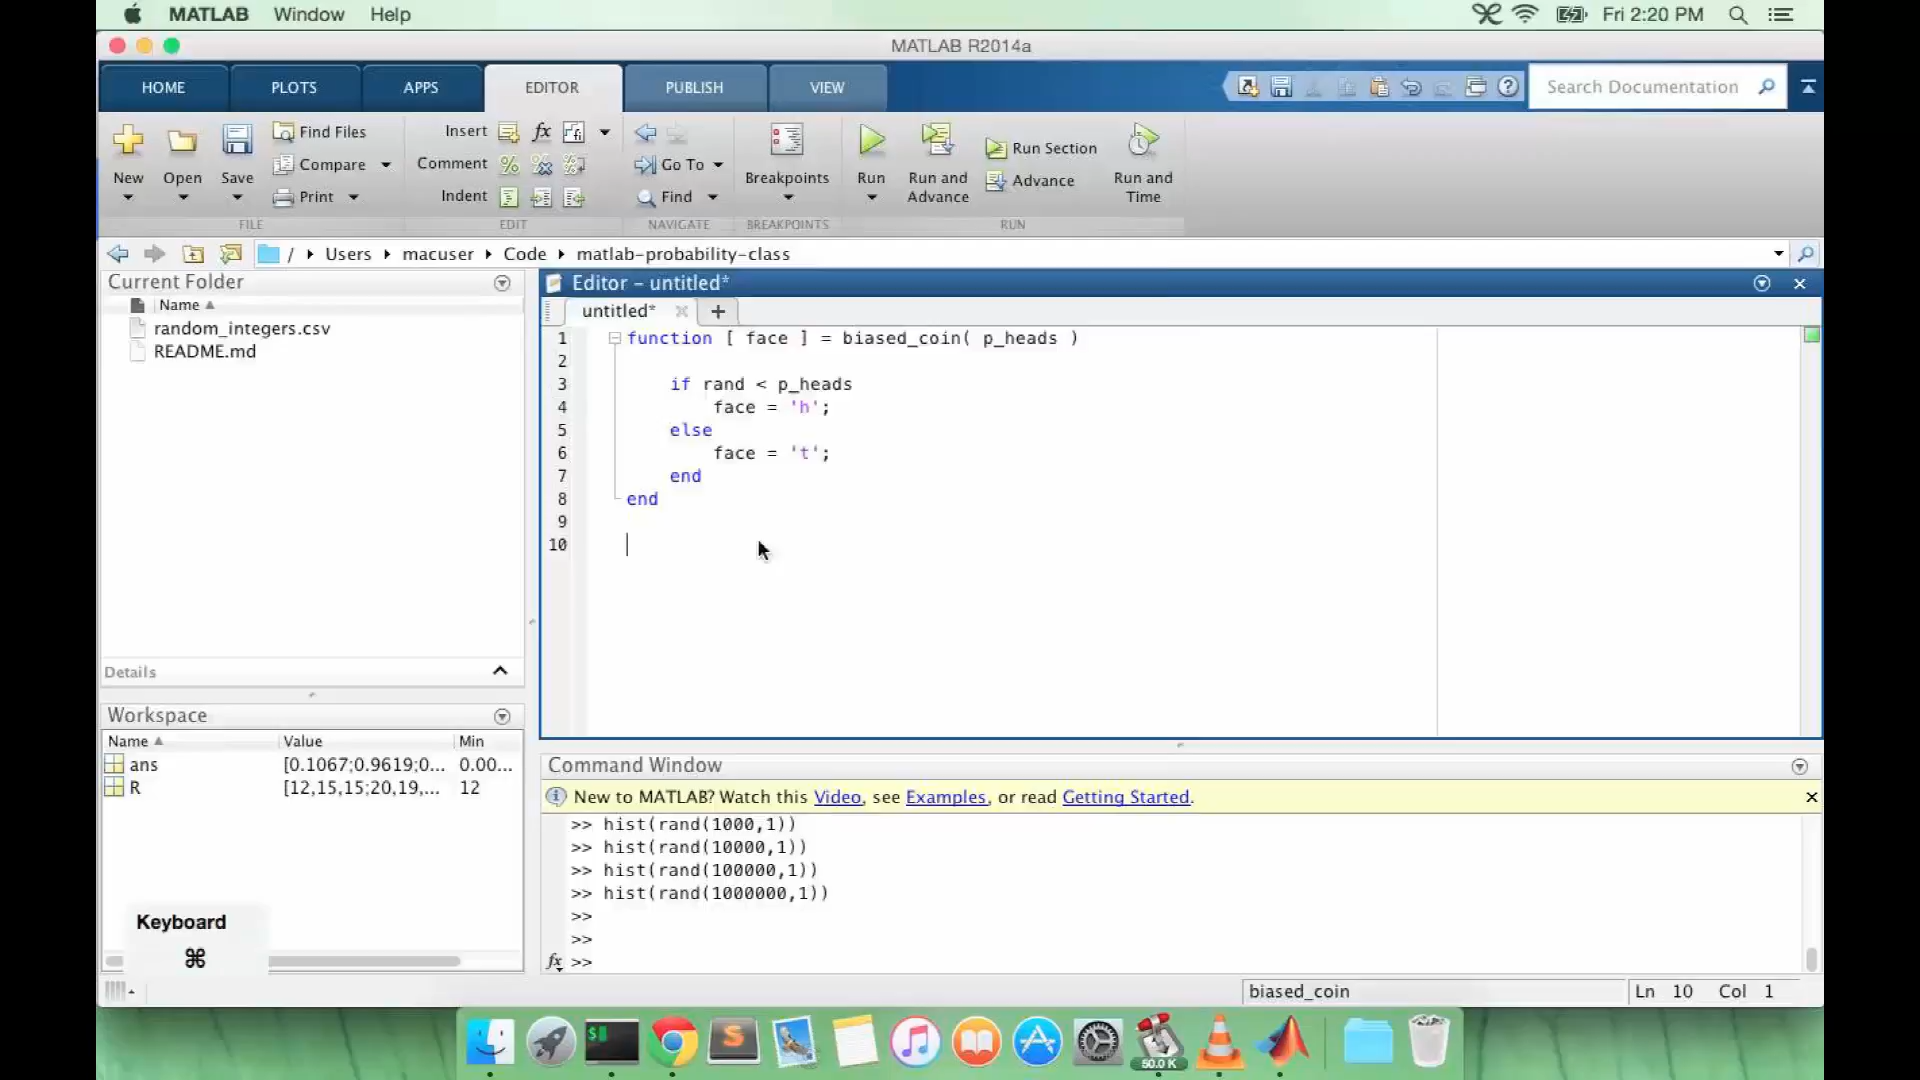 MATLAB Window Help Fri 2:20 PM
MATLAB R2014a
HOME PLOTS APPS EDITOR PUBLISH VIEW Search Documentation
Find Files Insert fx
Compare Comment Go To Run Section
New Open Save Breakpoints Run Run and Advance Advance Run and Time
Print Indent Find
FILE EDIT NAVIGATE BREAKPOINTS RUN
/ Users macuser Code matlab-probability-class
Current Folder
Name
random_integers.csv
README.md
Details
Workspace
Name Value Min
ans [0.1067;0.9619;0... 0.00...
R [12,15,15;20,19,... 12
Keyboard
⌘
Editor – untitled*
untitled* +
1 function [ face ] = biased_coin( p_heads )
2
3 if rand < p_heads
4 face = 'h';
5 else
6 face = 't';
7 end
8 end
9
10
Command Window
New to MATLAB? Watch this Video, see Examples, or read Getting Started.
>> hist(rand(1000,1))
>> hist(rand(10000,1))
>> hist(rand(100000,1))
>> hist(rand(1000000,1))
>>
>>
fx >>
biased_coin Ln 10 Col 1
$ S 50.0 K